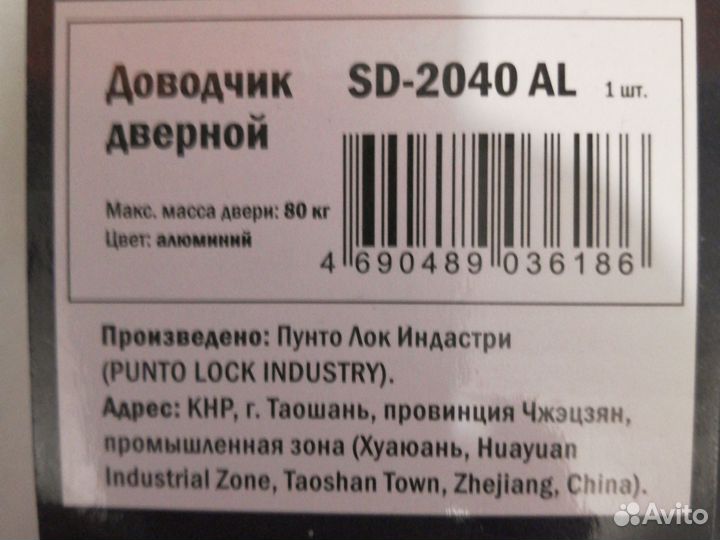 Доводчик SD-2040 AL 1 шт.
дверной
Макс. масса двери: 80 кг
Цвет: алюминий
4 690489 036186
Произведено: Пунто Лок Индастри
(PUNTO LOCK INDUSTRY).
Адрес: КНР, г. Таошань, провинция Чжэцзян,
промышленная зона (Хуаюань, Huayuan
Industrial Zone, Taoshan Town, Zhejiang, China).
Avito